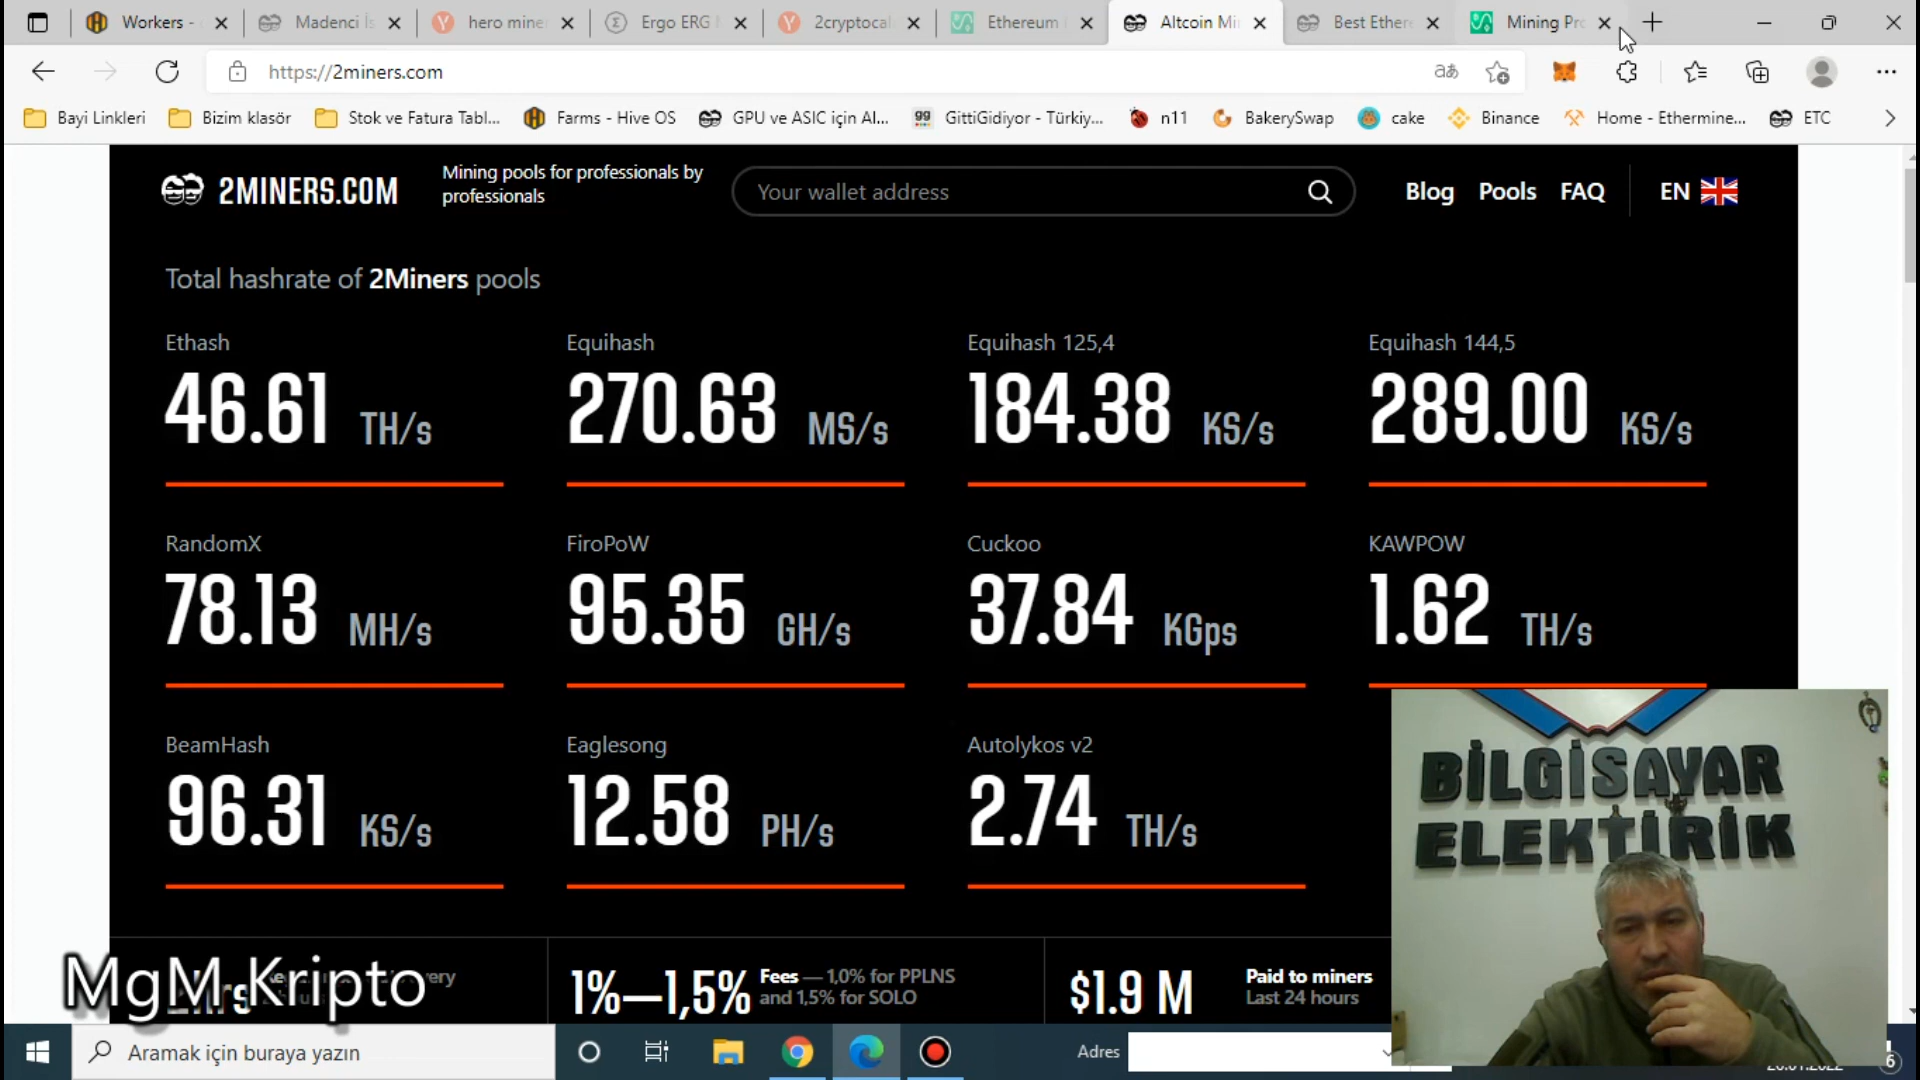 Workers -
Madenci İs
hero mine
Ergo ERG
2cryptocal
Ethereum
Altcoin Mi
Best Ether
Mining Po
https://2miners.com
Bayi Linkleri
Bizim klasör
Stok ve Fatura Tabl...
Farms - Hive OS
GPU ve ASIC için Al...
GittiGidiyor - Türkiy...
n11
BakerySwap
cake
Binance
Home - Ethermine...
ETC
2MINERS.COM
Mining pools for professionals by
professionals
Your wallet address
Blog Pools FAQ
EN
Total hashrate of 2Miners pools
Ethash
46.61 TH/s
Equihash
270.63 MS/s
Equihash 125,4
184.38 KS/s
Equihash 144,5
289.00 KS/s
RandomX
78.13 MH/s
FiroPoW
95.35 GH/s
Cuckoo
37.84 KGps
KAWPOW
1.62 TH/s
BeamHash
96.31 KS/s
Eaglesong
12.58 PH/s
Autolykos v2
2.74 TH/s
BİLGİSAYAR
ELEKTİRİK
MgM Kripto
1%—1,5%
Fees — 1,0% for PPLNS
and 1,5% for SOLO
$1.9 M
Paid to miners
Last 24 hours
Aramak için buraya yazın
Adres